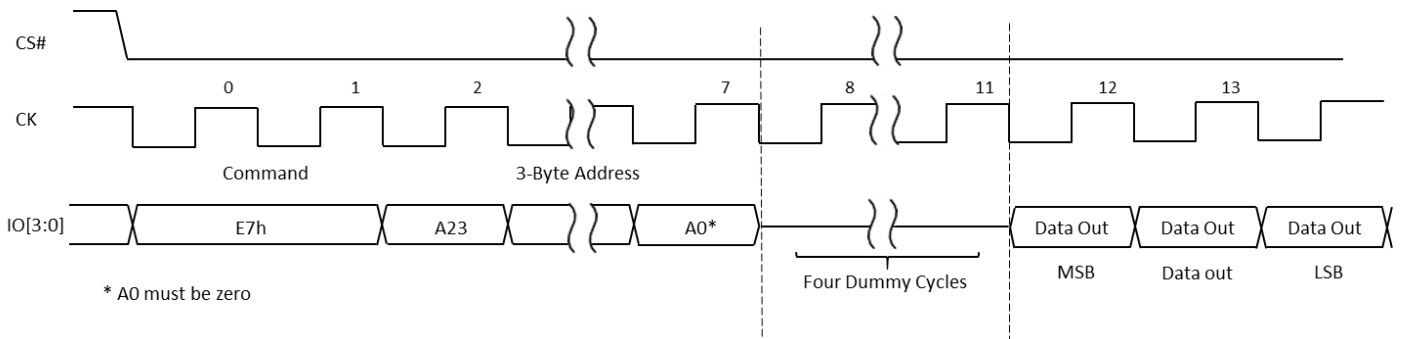 CS#
0 1 2 7 8 11 12 13
CK
Command 3-Byte Address
IO[3:0] E7h A23 A0* Data Out Data Out Data Out
MSB Data out LSB
Four Dummy Cycles
* A0 must be zero